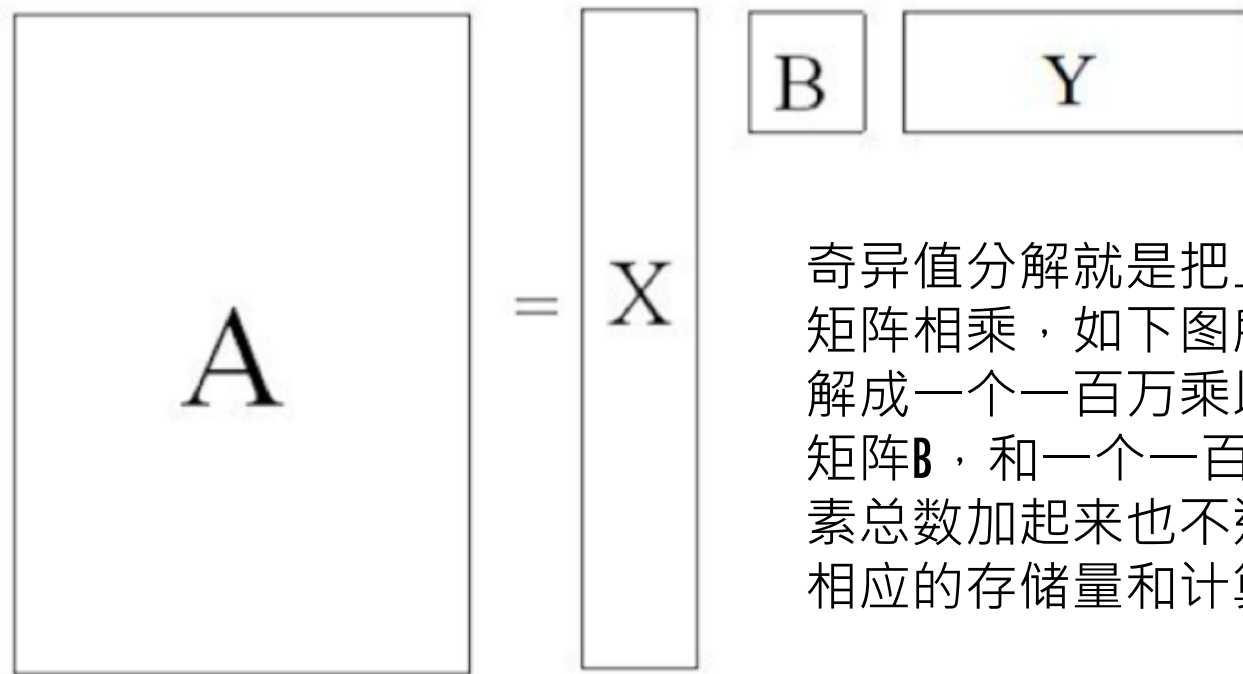 A
=
X
B
Y
奇异值分解就是把
矩阵相乘，如下图
解成一个一百万乘
矩阵B，和一个一百
素总数加起来也不
相应的存储量和计